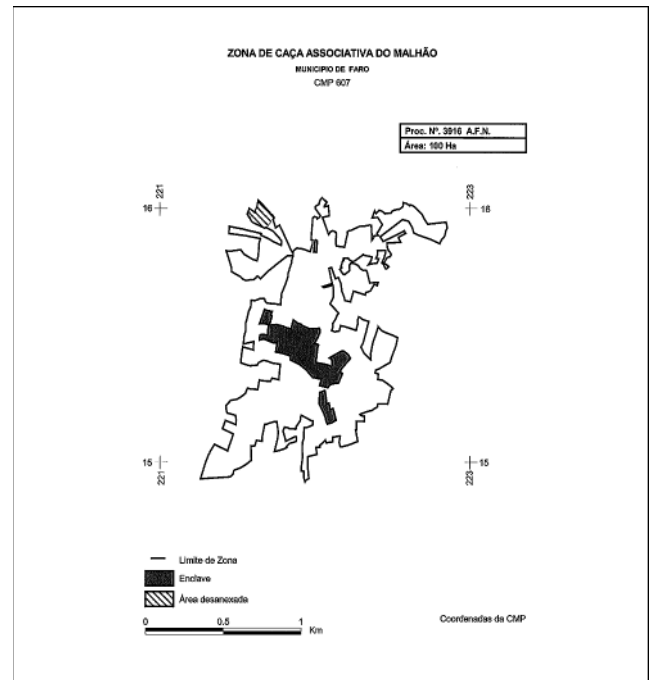 ZONA DE CAÇA ASSOCIATIVA DO MALHÃO
MUNICIPIO DE FARO
CMP 607
Proc. Nº. 3916 A.F.N.
Área: 100 Ha
221
223
16
16
15
15
221
223
Limite de Zona
Enclave
Área desanexada
0
0.5
1
Km
Coordenadas da CMP